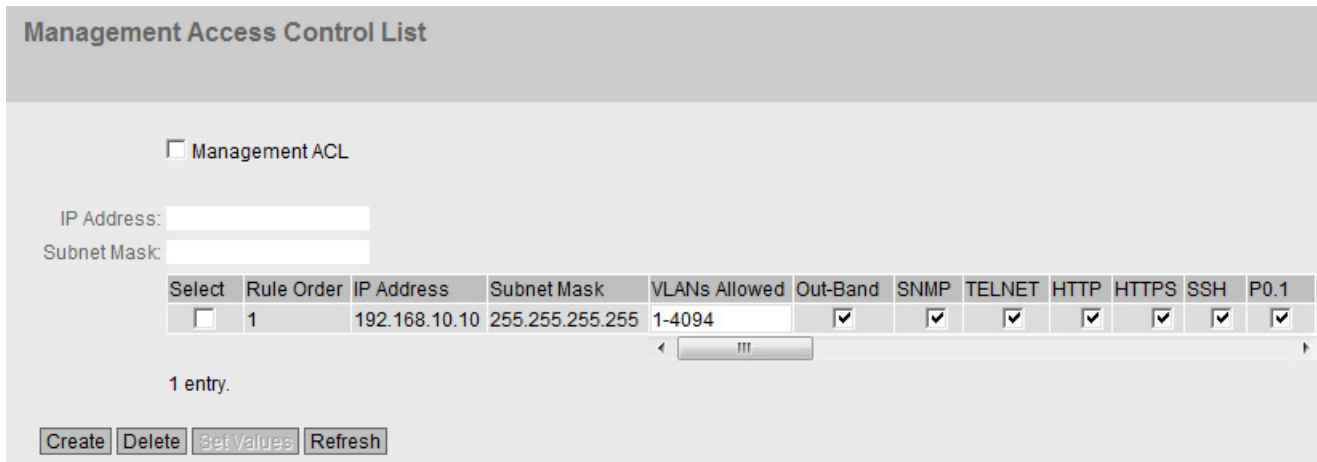 Management Access Control List
Management ACL
IP Address:
Subnet Mask:
Select Rule Order IP Address Subnet Mask VLANs Allowed Out-Band SNMP TELNET HTTP HTTPS SSH P0.1
1 192.168.10.10 255.255.255.255 1-4094
1 entry.
Create Delete Set Values Refresh